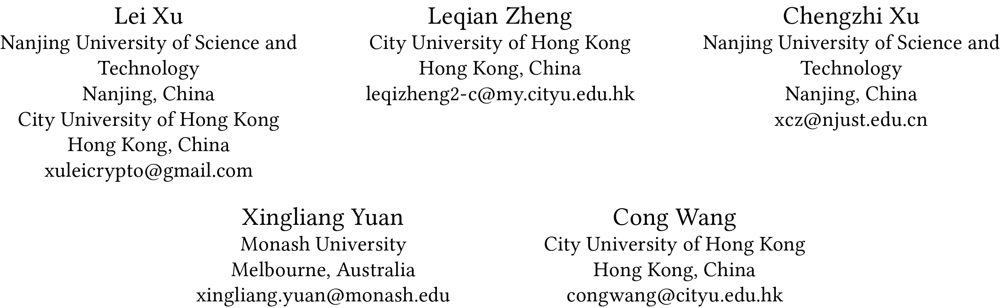 Lei Xu
Nanjing University of Science and
Technology
Nanjing, China
City University of Hong Kong
Hong Kong, China
xuleicrypto@gmail.com
Leqian Zheng
City University of Hong Kong
Hong Kong, China
leqizheng2-c@my.cityu.edu.hk
Chengzhi Xu
Nanjing University of Science and
Technology
Nanjing, China
xcz@njust.edu.cn
Xingliang Yuan
Monash University
Melbourne, Australia
xingliang.yuan@monash.edu
Cong Wang
City University of Hong Kong
Hong Kong, China
congwang@cityu.edu.hk